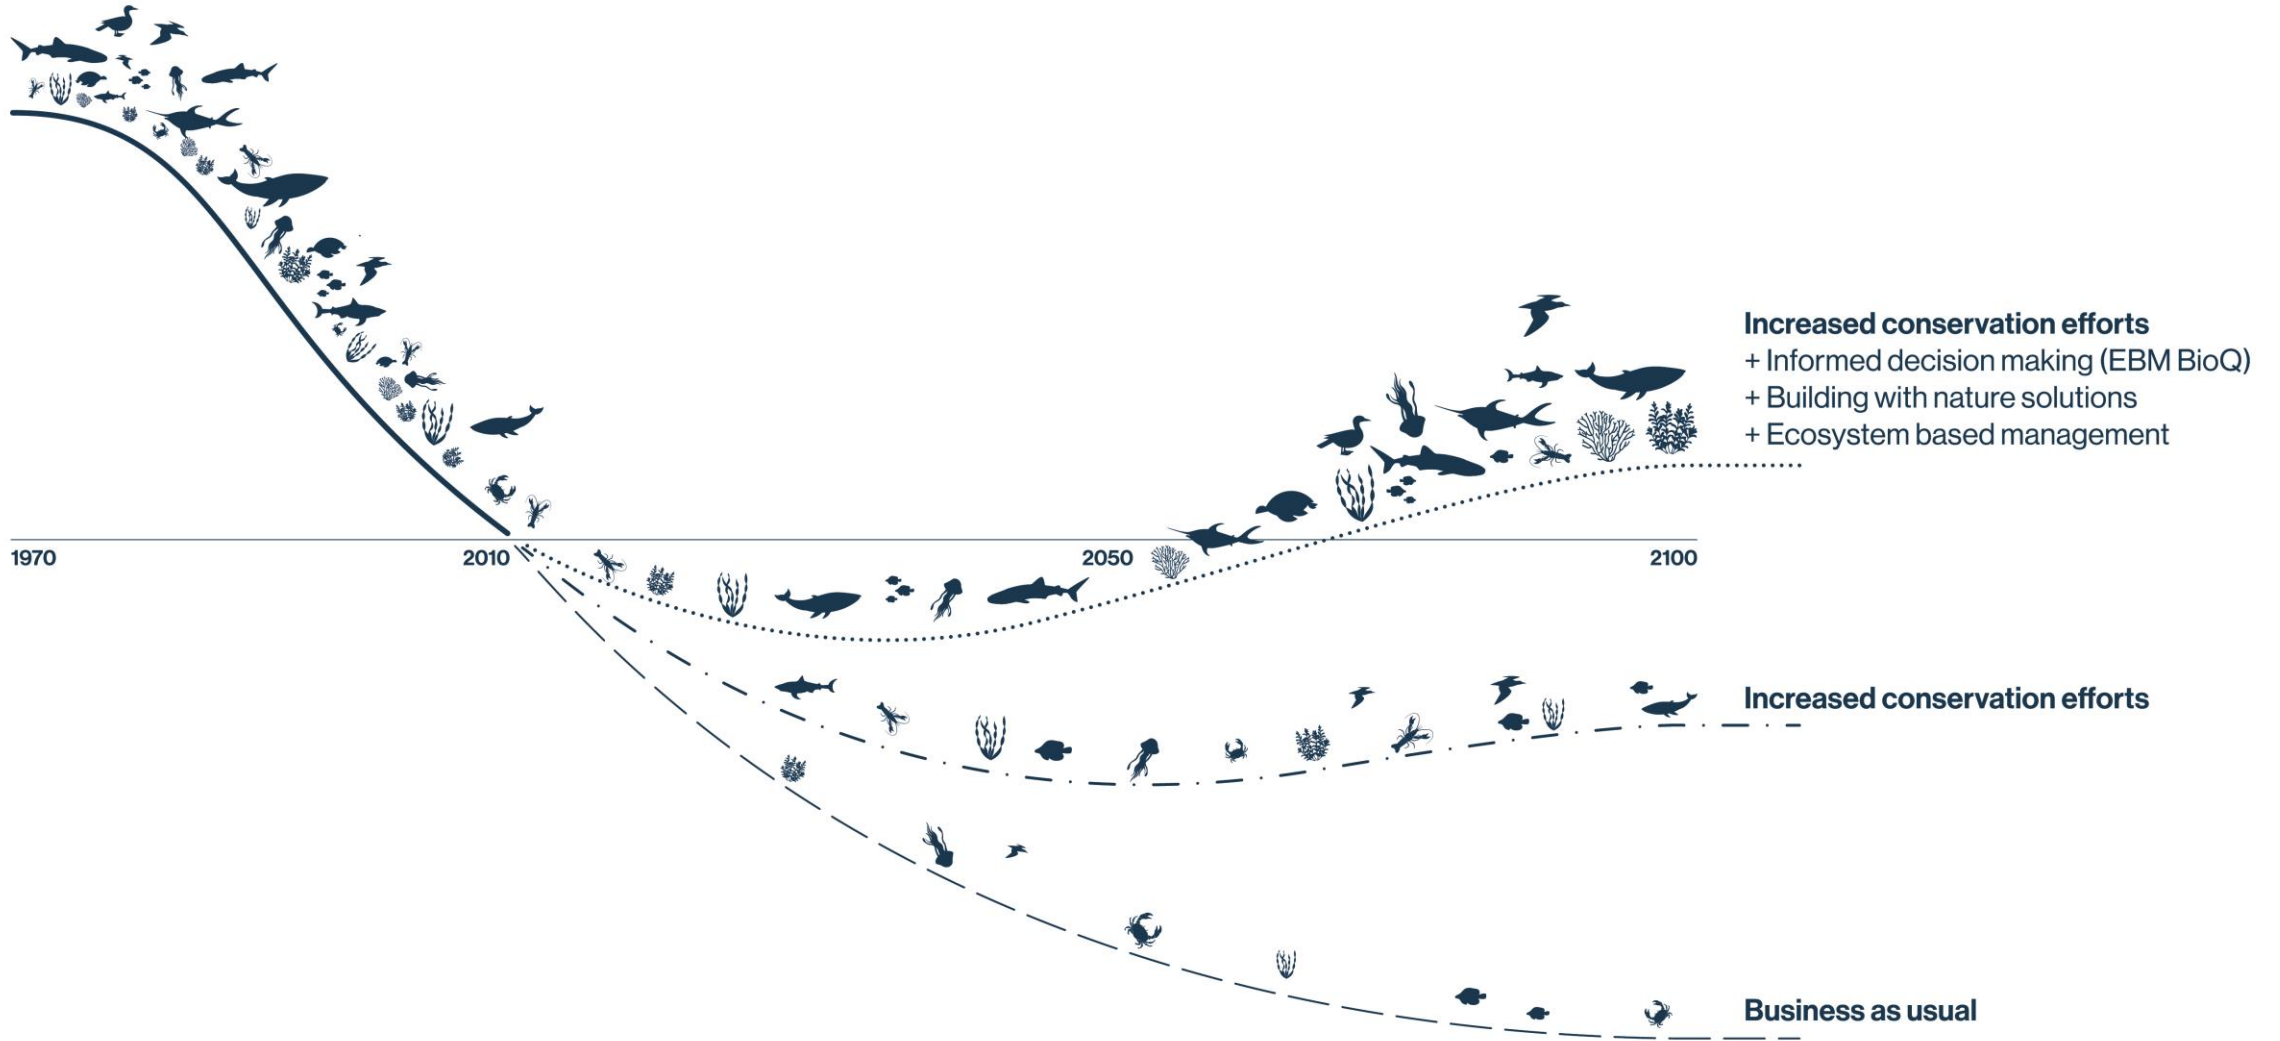 Increased conservation efforts
+ Informed decision making (EBM BioQ)
+ Building with nature solutions
+ Ecosystem based management
1970
2010
2050
2100
Increased conservation efforts
Business as usual